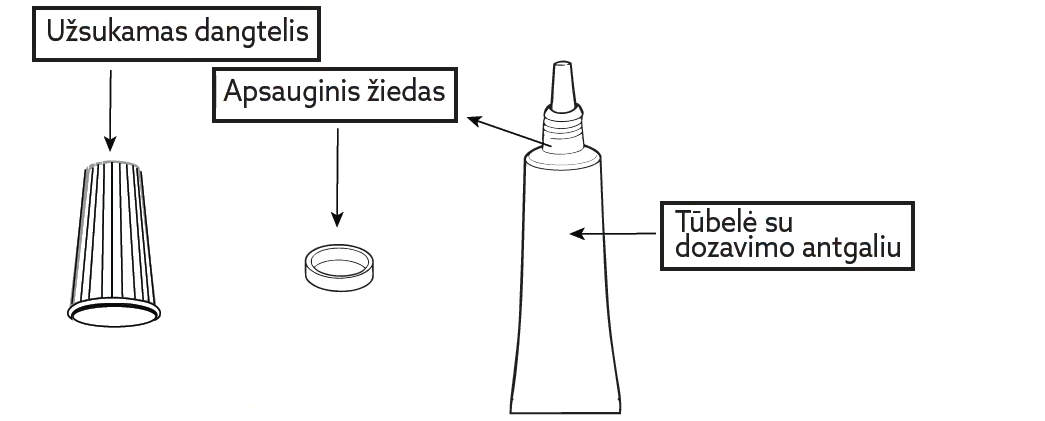 Užsukamas dangtelis
Apsauginis žiedas
Tūbelė su
dozavimo antgaliu